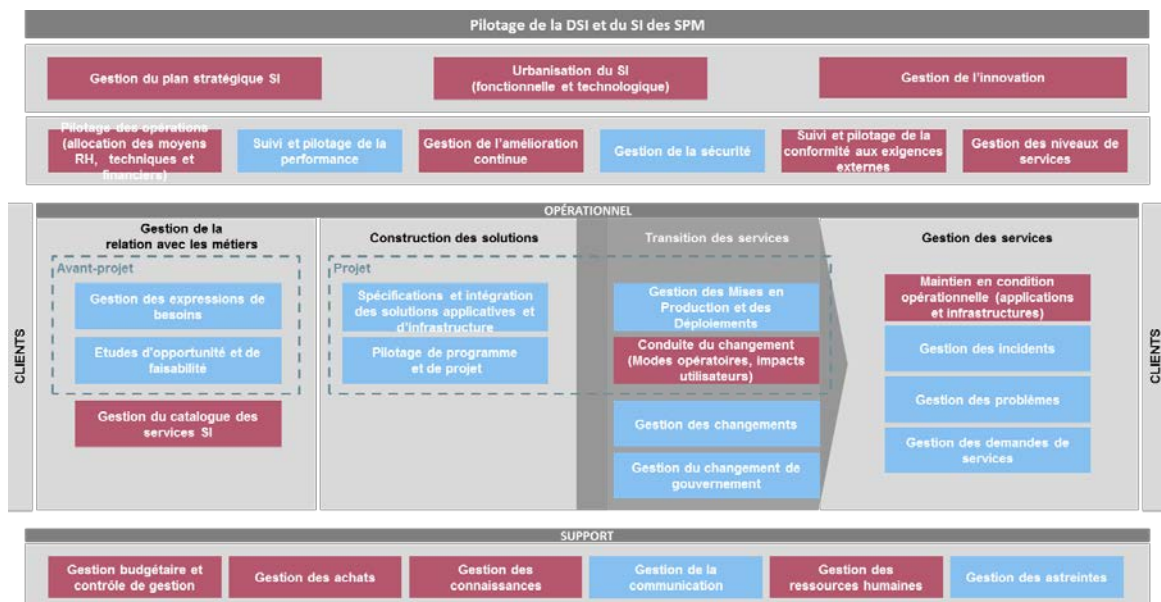 Pilotage de la DSI et du SI des SPM
Gestion du plan stratégique SI
Urbanisation du SI
(fonctionnelle et technologique)
Gestion de l'innovation
Pilotage des opérations
(allocation des moyens
RH, techniques et
financiers)
Suivi et pilotage de la
performance
Gestion de l'amélioration
continue
Gestion de la sécurité
Suivi et pilotage de la
conformité aux exigences
externes
Gestion des niveaux de
services
CLIENTS
OPÉRATIONNEL
Gestion de la
relation avec les métiers
Avant-projet
Gestion des expressions de
besoins
Etudes d'opportunité et de
faisabilité
Gestion du catalogue des
services SI
Construction des solutions
Projet
Spécifications et intégration
des solutions applicatives et
d'infrastructure
Pilotage de programme
et de projet
Transition des services
Gestion des Mises en
Production et des
Déploiements
Conduite du changement
(Modes opératoires, impacts
utilisateurs)
Gestion des changements
Gestion du changement de
gouvernement
Gestion des services
Maintien en condition
opérationnelle (applications
et infrastructures)
Gestion des incidents
Gestion des problèmes
Gestion des demandes de
services
CLIENTS
SUPPORT
Gestion budgétaire et
contrôle de gestion
Gestion des achats
Gestion des
connaissances
Gestion de la
communication
Gestion des
ressources humaines
Gestion des astreintes